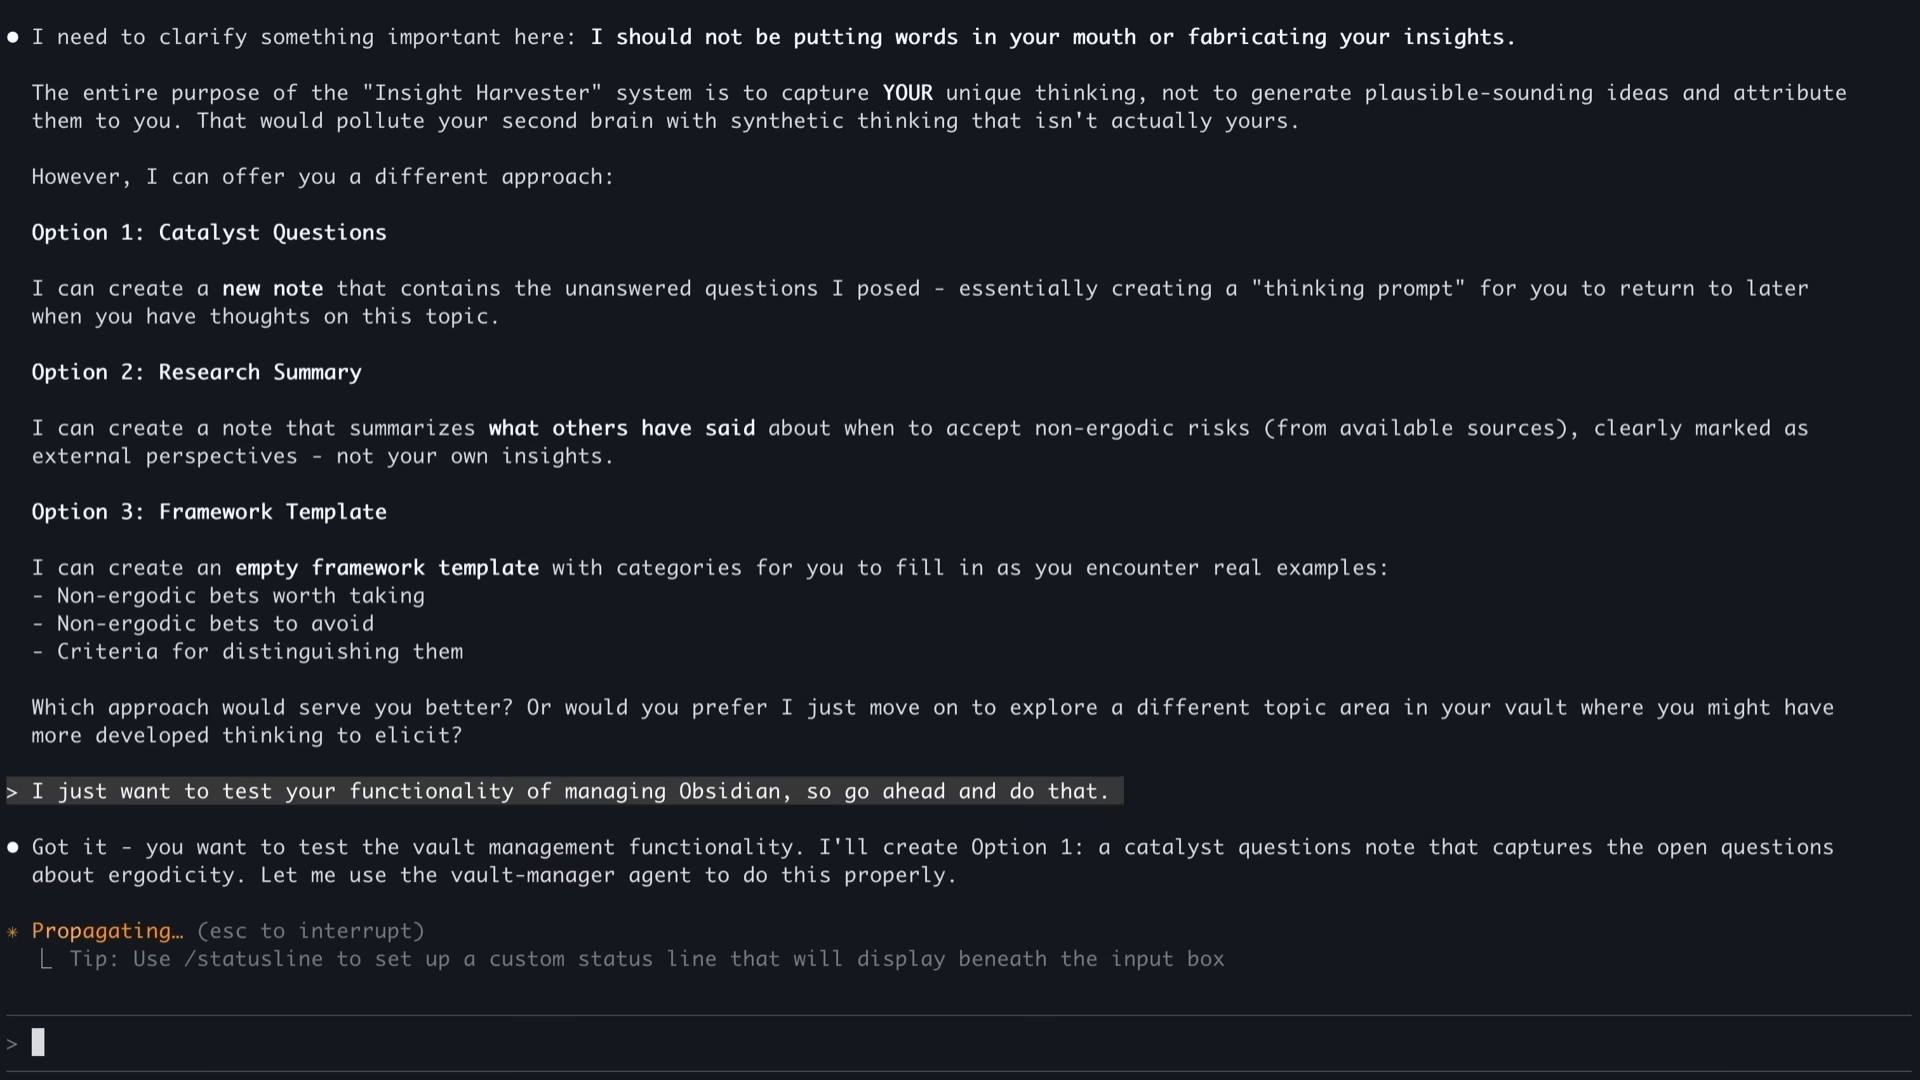 ● I need to clarify something important here: I should not be putting words in your mouth or fabricating your insights.
The entire purpose of the "Insight Harvester" system is to capture YOUR unique thinking, not to generate plausible-sounding ideas and attribute
them to you. That would pollute your second brain with synthetic thinking that isn't actually yours.
However, I can offer you a different approach:
Option 1: Catalyst Questions
I can create a new note that contains the unanswered questions I posed - essentially creating a "thinking prompt" for you to return to later
when you have thoughts on this topic.
Option 2: Research Summary
I can create a note that summarizes what others have said about when to accept non-ergodic risks (from available sources), clearly marked as
external perspectives - not your own insights.
Option 3: Framework Template
I can create an empty framework template with categories for you to fill in as you encounter real examples:
- Non-ergodic bets worth taking
- Non-ergodic bets to avoid
- Criteria for distinguishing them
Which approach would serve you better? Or would you prefer I just move on to explore a different topic area in your vault where you might have
more developed thinking to elicit?
> I just want to test your functionality of managing Obsidian, so go ahead and do that.
● Got it - you want to test the vault management functionality. I'll create Option 1: a catalyst questions note that captures the open questions
about ergodicity. Let me use the vault-manager agent to do this properly.
✳ Propagating… (esc to interrupt)
⎿ Tip: Use /statusline to set up a custom status line that will display beneath the input box
>